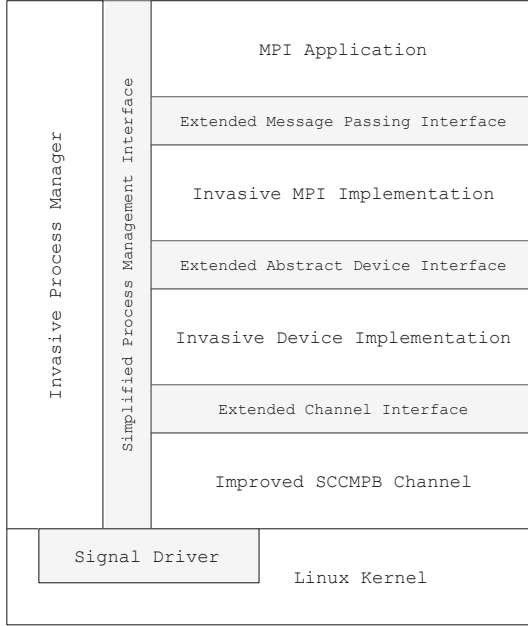 Invasive Process Manager
Simplified Process Management Interface
MPI Application
Extended Message Passing Interface
Invasive MPI Implementation
Extended Abstract Device Interface
Invasive Device Implementation
Extended Channel Interface
Improved SCCMPB Channel
Signal Driver
Linux Kernel